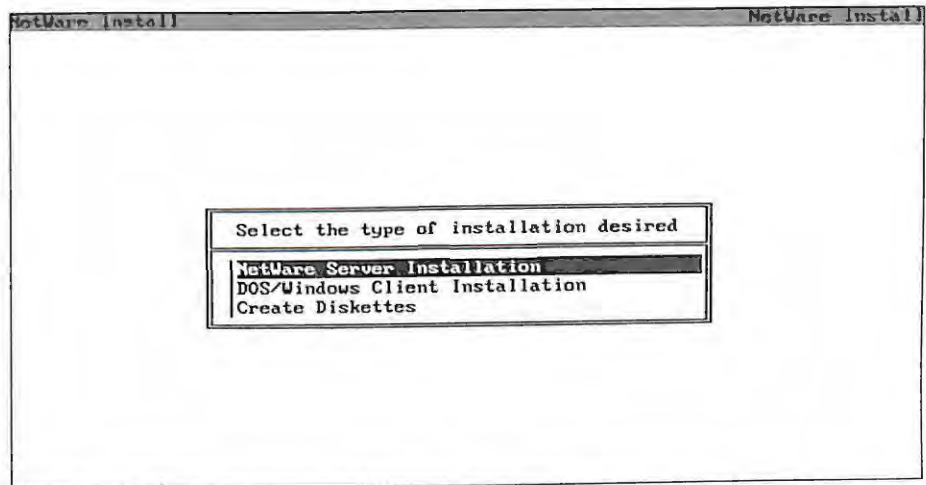 NetWare Install NetWare Install
Select the type of installation desired
NetWare Server Installation
DOS/Windows Client Installation
Create Diskettes